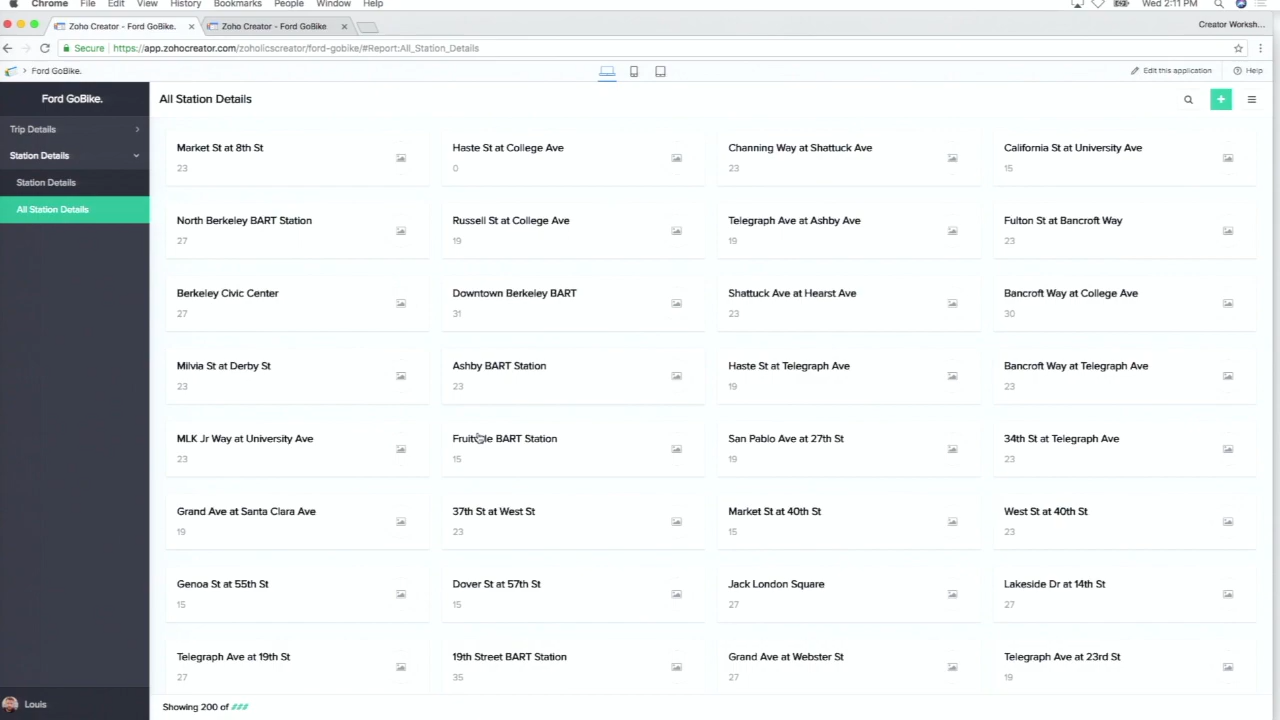 Chrome File Edit View History Bookmarks People Window Help Wed 2:11 PM
Zoho Creator - Ford GoBike. × Zoho Creator - Ford GoBike × Creator Worksh...
Secure https://app.zohocreator.com/zoholicscreator/ford-gobike/#Report:All_Station_Details
Ford GoBike. Edit this application Help
Ford GoBike. All Station Details
Trip Details
Station Details
Station Details
All Station Details
Market St at 8th St Haste St at College Ave Channing Way at Shattuck Ave California St at University Ave
23 0 23 15
North Berkeley BART Station Russell St at College Ave Telegraph Ave at Ashby Ave Fulton St at Bancroft Way
27 19 19 23
Berkeley Civic Center Downtown Berkeley BART Shattuck Ave at Hearst Ave Bancroft Way at College Ave
27 31 23 30
Milvia St at Derby St Ashby BART Station Haste St at Telegraph Ave Bancroft Way at Telegraph Ave
23 23 19 23
MLK Jr Way at University Ave Fruitvale BART Station San Pablo Ave at 27th St 34th St at Telegraph Ave
23 15 19 23
Grand Ave at Santa Clara Ave 37th St at West St Market St at 40th St West St at 40th St
19 23 15 23
Genoa St at 55th St Dover St at 57th St Jack London Square Lakeside Dr at 14th St
15 15 27 27
Telegraph Ave at 19th St 19th Street BART Station Grand Ave at Webster St Telegraph Ave at 23rd St
27 35 27 19
Louis Showing 200 of ###